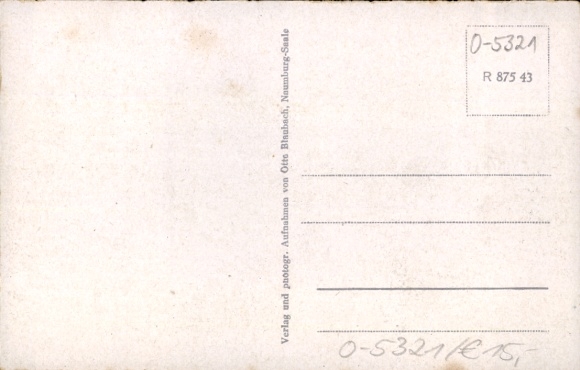 0-5321
R 875 43
Verlag und photogr. Aufnahmen von Otto Blaubach, Naumburg-Saale
0-5321/€ 15,-